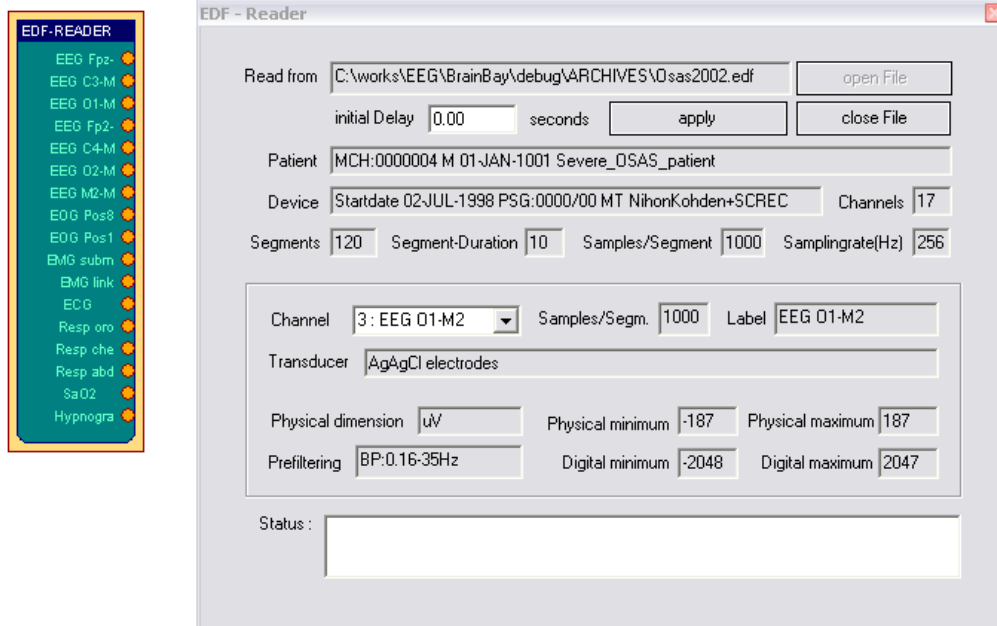 EDF-READER
EEG Fpz-
EEG C3-M
EEG O1-M
EEG Fp2-
EEG C4-M
EEG O2-M
EEG M2-M
EOG Pos8
EOG Pos1
EMG subm
EMG link
ECG
Resp oro
Resp che
Resp abd
SaO2
Hypnogra
EDF - Reader
Read from C:\works\EEG\BrainBay\debug\ARCHIVES\Osas2002.edf open File
initial Delay 0.00 seconds apply close File
Patient MCH:0000004 M 01-JAN-1001 Severe_OSAS_patient
Device Startdate 02-JUL-1998 PSG:0000/00 MT NihonKohden+SCREC Channels 17
Segments 120 Segment-Duration 10 Samples/Segment 1000 Samplingrate(Hz) 256
Channel 3 : EEG O1-M2 Samples/Segm. 1000 Label EEG O1-M2
Transducer AgAgCl electrodes
Physical dimension uV Physical minimum -187 Physical maximum 187
Prefiltering BP:0.16-35Hz Digital minimum -2048 Digital maximum 2047
Status :